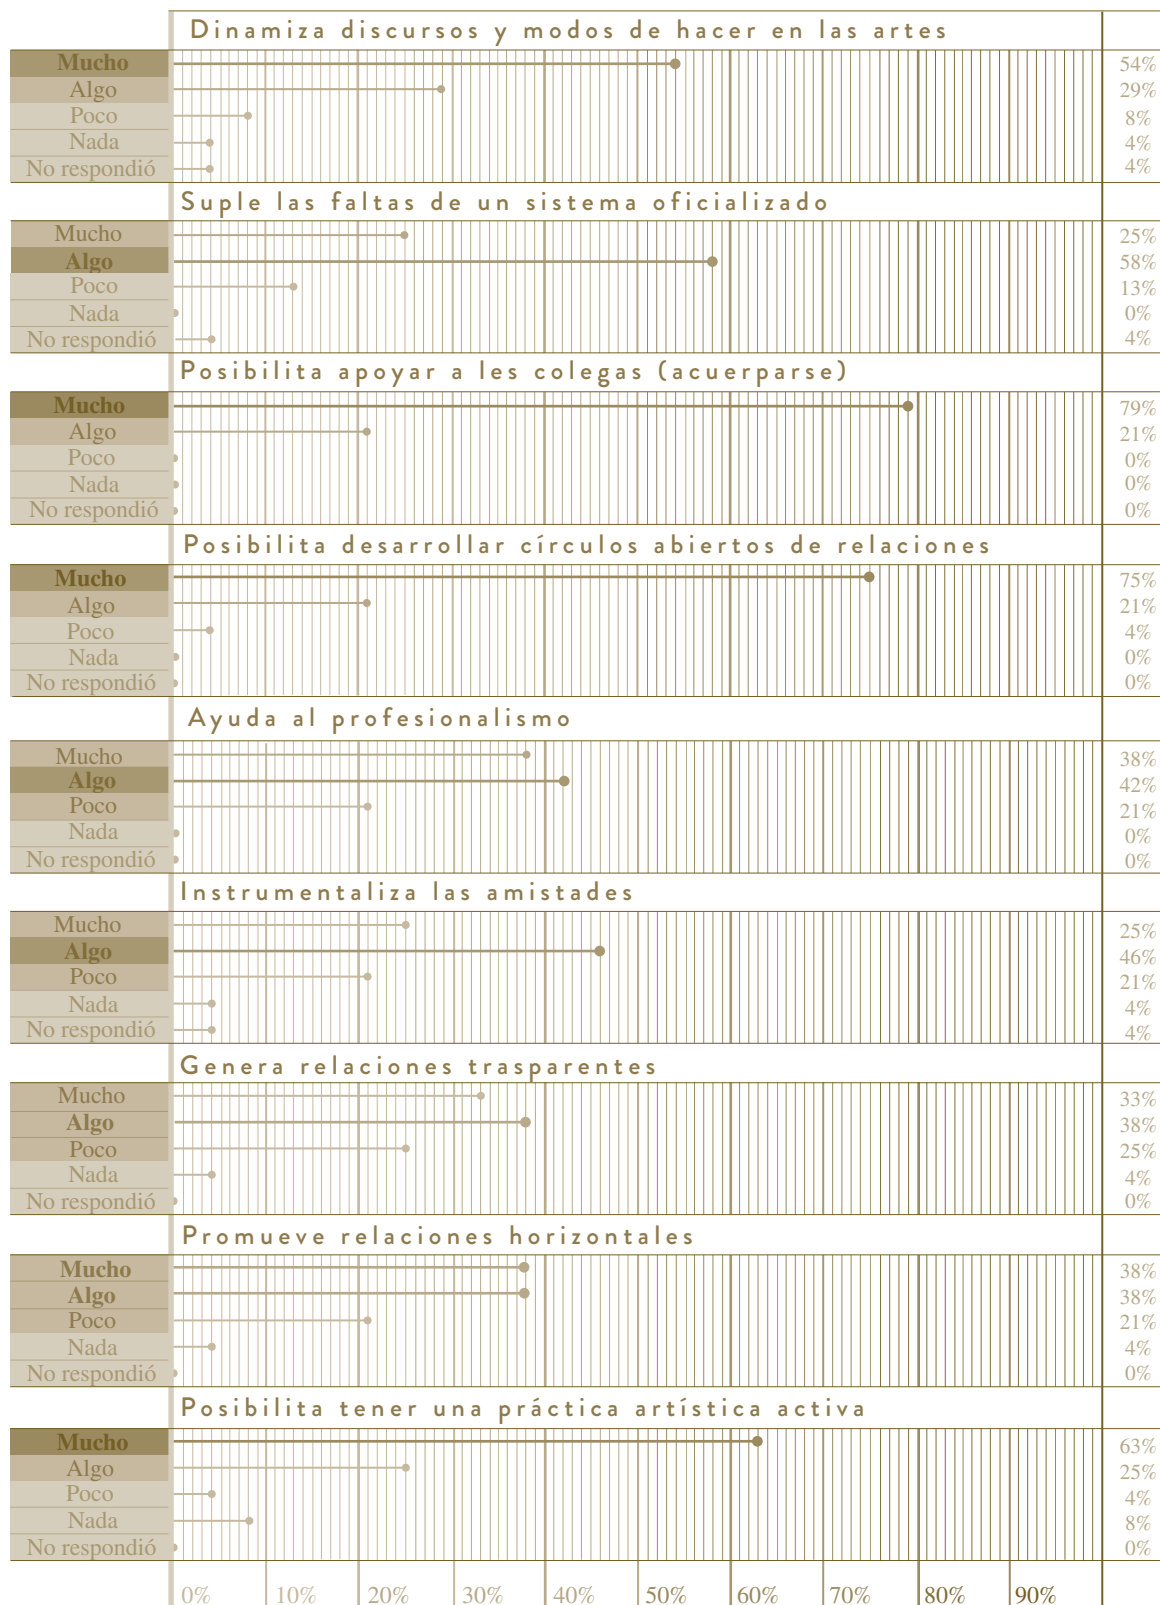 Dinamiza discursos y modos de hacer en las artes
Mucho 54%
Algo 29%
Poco 8%
Nada 4%
No respondió 4%
Suple las faltas de un sistema oficializado
Mucho 25%
Algo 58%
Poco 13%
Nada 0%
No respondió 4%
Posibilita apoyar a les colegas (acuerparse)
Mucho 79%
Algo 21%
Poco 0%
Nada 0%
No respondió 0%
Posibilita desarrollar círculos abiertos de relaciones
Mucho 75%
Algo 21%
Poco 4%
Nada 0%
No respondió 0%
Ayuda al profesionalismo
Mucho 38%
Algo 42%
Poco 21%
Nada 0%
No respondió 0%
Instrumentaliza las amistades
Mucho 25%
Algo 46%
Poco 21%
Nada 4%
No respondió 4%
Genera relaciones trasparentes
Mucho 33%
Algo 38%
Poco 25%
Nada 4%
No respondió 0%
Promueve relaciones horizontales
Mucho 38%
Algo 38%
Poco 21%
Nada 4%
No respondió 0%
Posibilita tener una práctica artística activa
Mucho 63%
Algo 25%
Poco 4%
Nada 8%
No respondió 0%
0% 10% 20% 30% 40% 50% 60% 70% 80% 90%